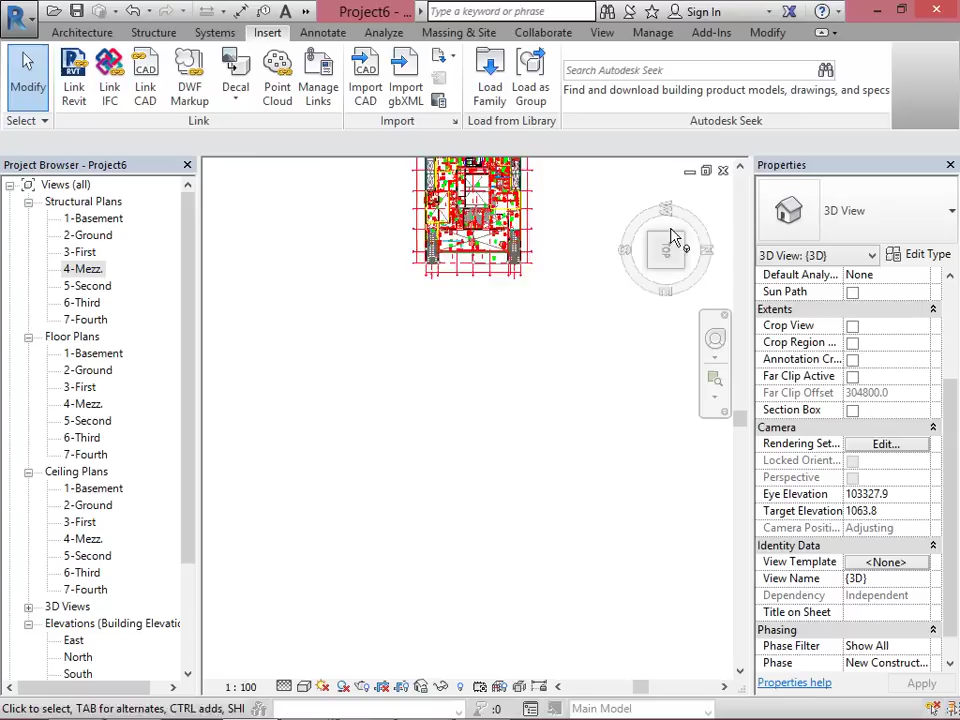 Project6 - ...
Type a keyword or phrase
Sign In
Architecture Structure Systems Insert Annotate Analyze Massing & Site Collaborate View Manage Add-Ins Modify
Modify
Link Revit
Link IFC
Link CAD
DWF Markup
Decal
Point Cloud
Manage Links
Import CAD
Import gbXML
Load Family
Load as Group
Search Autodesk Seek
Find and download building product models, drawings, and specs
Select Link Import Load from Library Autodesk Seek
Project Browser - Project6
Views (all)
Structural Plans
1-Basement
2-Ground
3-First
4-Mezz.
5-Second
6-Third
7-Fourth
Floor Plans
1-Basement
2-Ground
3-First
4-Mezz.
5-Second
6-Third
7-Fourth
Ceiling Plans
1-Basement
2-Ground
3-First
4-Mezz.
5-Second
6-Third
7-Fourth
3D Views
Elevations (Building Elevatio
East
North
South
TOP
Properties
3D View
3D View: {3D} Edit Type
Default Analy... None
Sun Path
Extents
Crop View
Crop Region ...
Annotation Cr...
Far Clip Active
Far Clip Offset 304800.0
Section Box
Camera
Rendering Set... Edit...
Locked Orient...
Perspective
Eye Elevation 103327.9
Target Elevation 1063.8
Camera Positi... Adjusting
Identity Data
View Template <None>
View Name {3D}
Dependency Independent
Title on Sheet
Phasing
Phase Filter Show All
Phase New Construct...
Properties help Apply
1 : 100
Click to select, TAB for alternates, CTRL adds, SHI
:0
Main Model